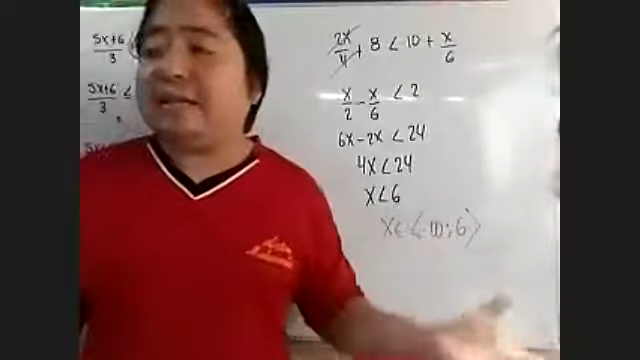 5x+6
3
5x+6 ≤
3
2x/4 + 8 < 10 + x/6
x/2 - x/6 < 2
6x-2x < 24
4x < 24
x < 6
x ∈ <-∞; 6>